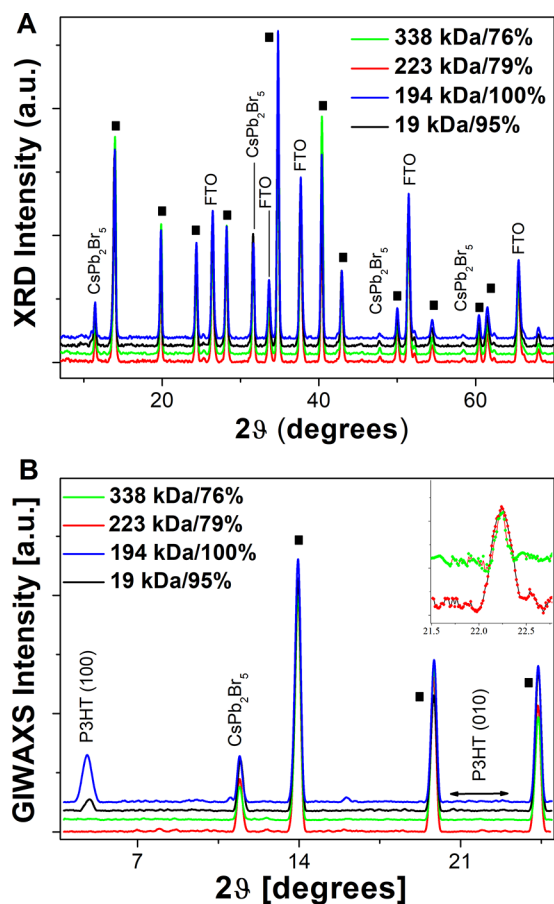 A
338 kDa/76%
223 kDa/79%
194 kDa/100%
19 kDa/95%
CsPb₂Br₅
FTO
CsPb₂Br₅
FTO
FTO
CsPb₂Br₅
FTO
CsPb₂Br₅
FTO
XRD Intensity (a.u.)
20 40 60
2ϑ (degrees)
B
338 kDa/76%
223 kDa/79%
194 kDa/100%
19 kDa/95%
21.5 22.0 22.5
P3HT (100)
CsPb₂Br₅
P3HT (010)
GIWAXS Intensity [a.u.]
7 14 21
2ϑ [degrees]